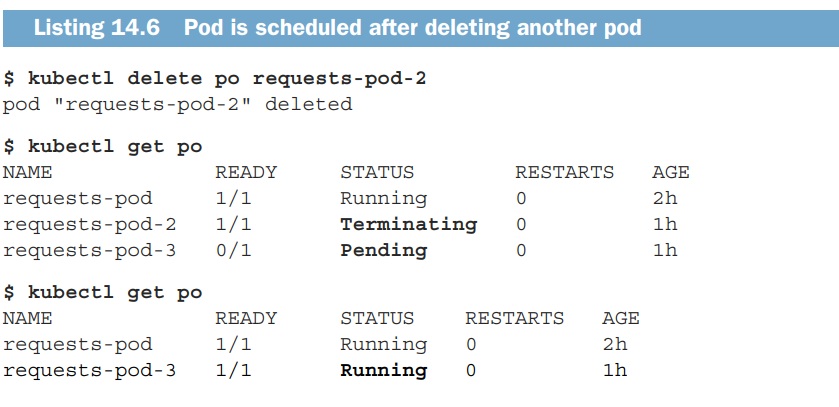 Listing 14.6 Pod is scheduled after deleting another pod
$ kubectl delete po requests-pod-2
pod "requests-pod-2" deleted
$ kubectl get po
NAME READY STATUS RESTARTS AGE
requests-pod 1/1 Running 0 2h
requests-pod-2 1/1 Terminating 0 1h
requests-pod-3 0/1 Pending 0 1h
$ kubectl get po
NAME READY STATUS RESTARTS AGE
requests-pod 1/1 Running 0 2h
requests-pod-3 1/1 Running 0 1h